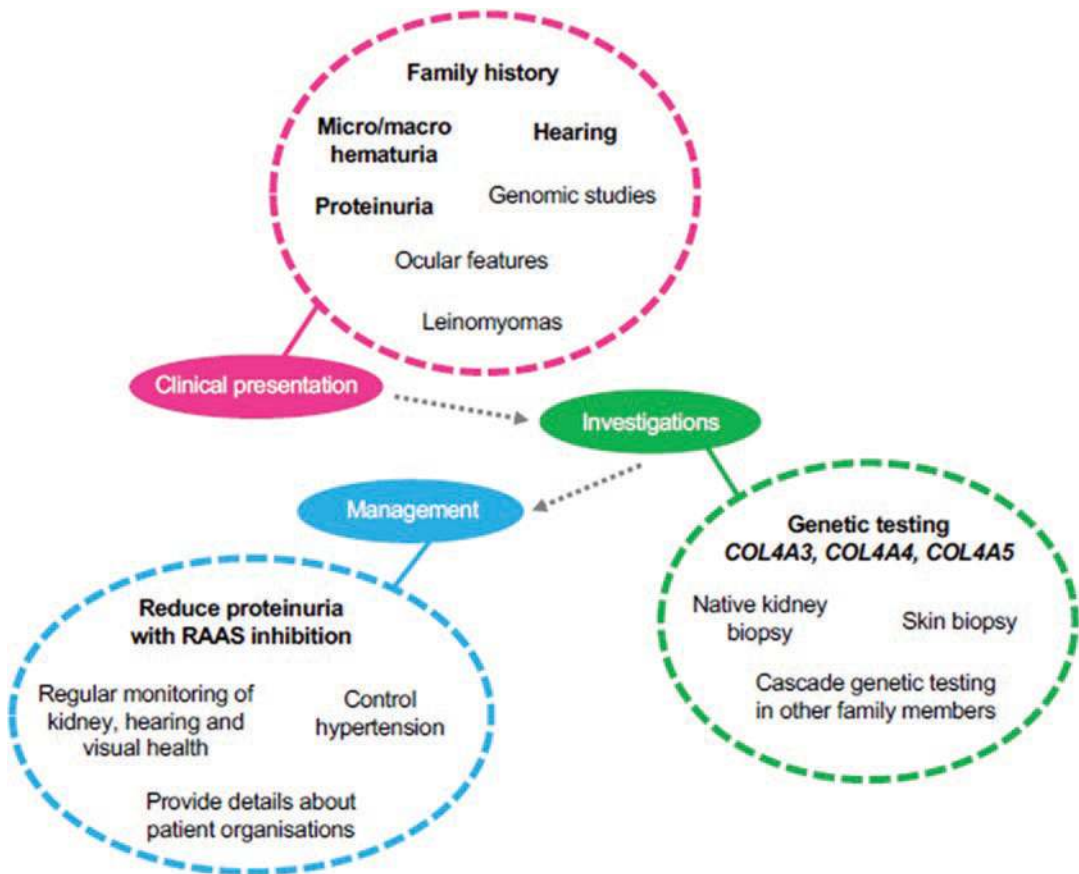 Family history
Micro/macro
hematuria
Hearing
Proteinuria
Genomic studies
Ocular features
Leinomyomas
Clinical presentation
Investigations
Management
Genetic testing
COL4A3, COL4A4, COL4A5
Native kidney
biopsy
Skin biopsy
Cascade genetic testing
in other family members
Reduce proteinuria
with RAAS inhibition
Regular monitoring of
kidney, hearing and
visual health
Control
hypertension
Provide details about
patient organisations